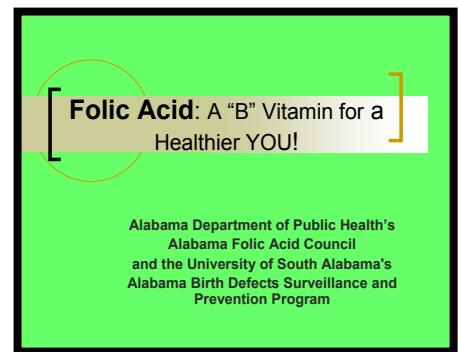 Folic Acid: A “B” Vitamin for a
Healthier YOU!
Alabama Department of Public Health’s
Alabama Folic Acid Council
and the University of South Alabama's
Alabama Birth Defects Surveillance and
Prevention Program